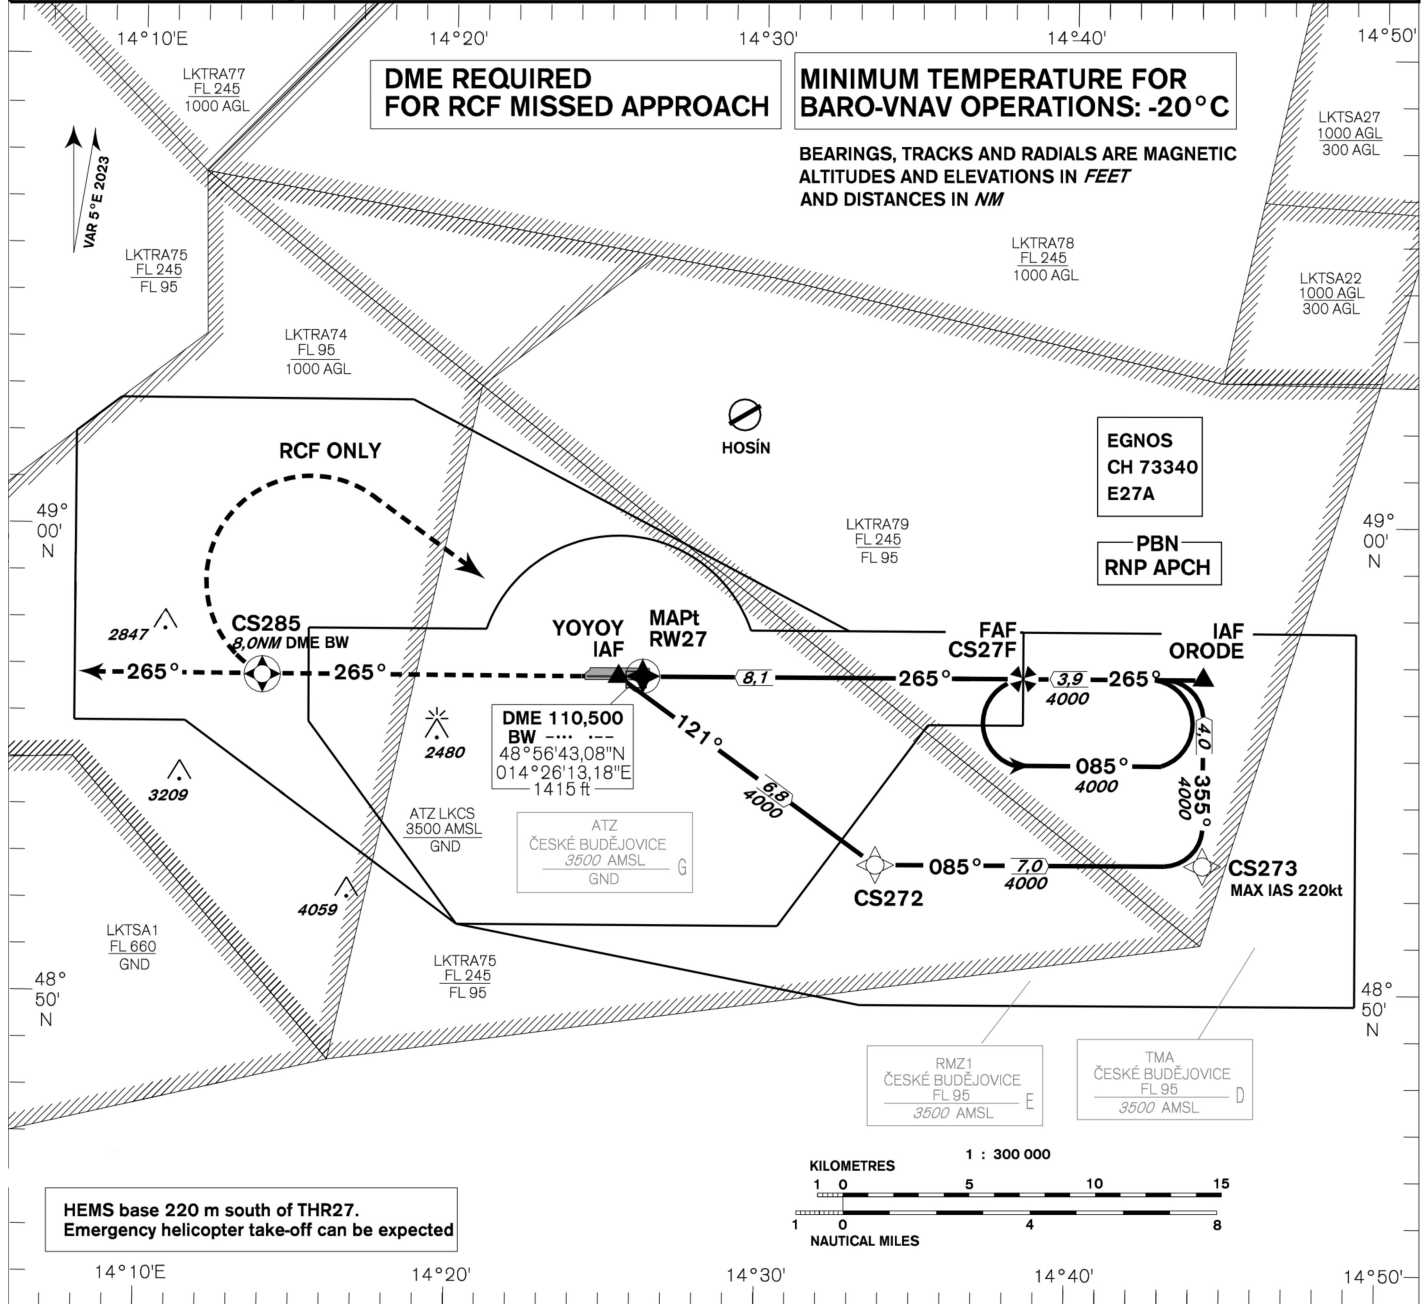 14°10'E
14°20'
14°30'
14°40'
14°50'
LKTRA77
FL 245
1000 AGL
DME REQUIRED
FOR RCF MISSED APPROACH
MINIMUM TEMPERATURE FOR
BARO-VNAV OPERATIONS: -20°C
BEARINGS, TRACKS AND RADIALS ARE MAGNETIC
ALTITUDES AND ELEVATIONS IN FEET
AND DISTANCES IN NM
LKTSA27
1000 AGL
300 AGL
VAR 5°E 2023
LKTRA75
FL 245
FL 95
LKTRA78
FL 245
1000 AGL
LKTSA22
1000 AGL
300 AGL
LKTRA74
FL 95
1000 AGL
HOSÍN
RCF ONLY
EGNOS
CH 73340
E27A
49°
00'
N
LKTRA79
FL 245
FL 95
PBN
RNP APCH
49°
00'
N
2847
CS285
8,0NM DME BW
YOYOY
IAF
MAPt
RW27
FAF
CS27F
IAF
ORODE
265°
265°
8,1
265°
3,9
4000
265°
2480
DME 110,500
BW -··· ·--
48°56'43,08"N
014°26'13,18"E
1415 ft
121°
6,8
4000
085°
4000
4,0
355°
4000
3209
ATZ LKCS
3500 AMSL
GND
ATZ
ČESKÉ BUDĚJOVICE
3500 AMSL
GND
G
CS272
085°
7,0
4000
CS273
MAX IAS 220kt
4059
LKTSA1
FL 660
GND
LKTRA75
FL 245
FL 95
48°
50'
N
48°
50'
N
RMZ1
ČESKÉ BUDĚJOVICE
FL 95
3500 AMSL
E
TMA
ČESKÉ BUDĚJOVICE
FL 95
3500 AMSL
D
1 : 300 000
KILOMETRES
1 0 5 10 15
1 0 4 8
NAUTICAL MILES
HEMS base 220 m south of THR27.
Emergency helicopter take-off can be expected
14°10'E
14°20'
14°30'
14°40'
14°50'